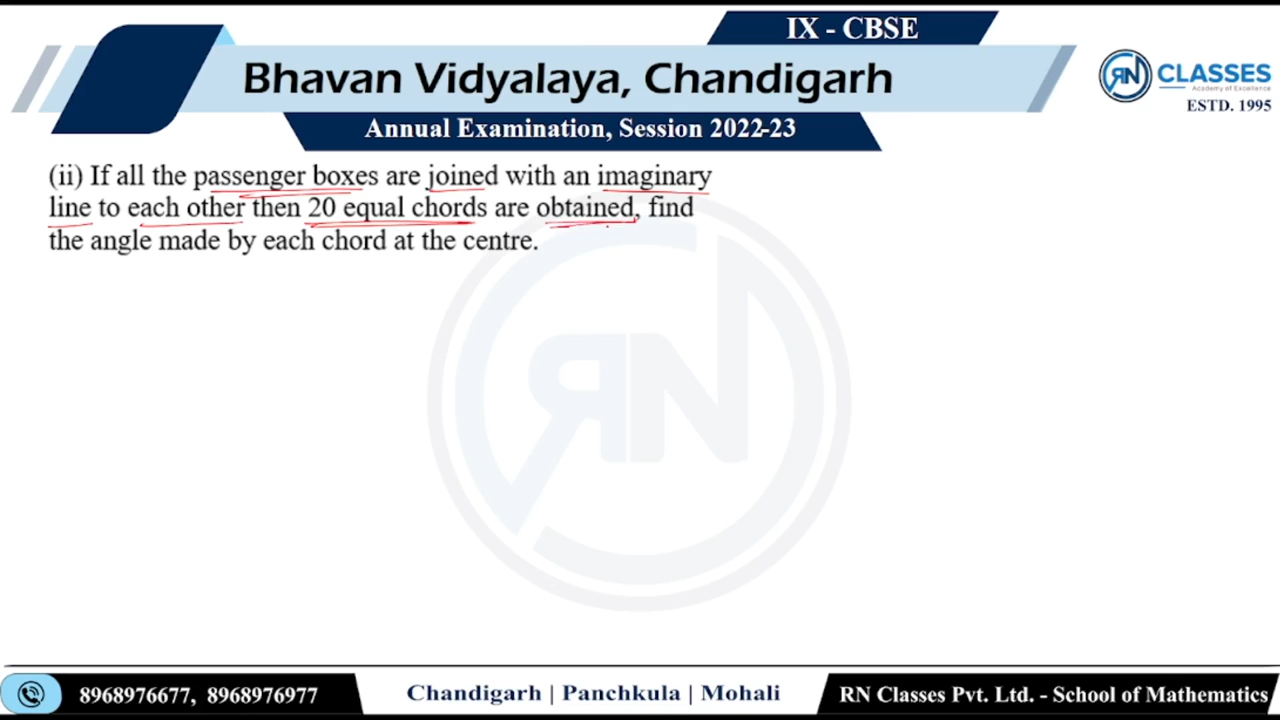 IX - CBSE
Bhavan Vidyalaya, Chandigarh
RN CLASSES
Academy of Excellence
ESTD. 1995
Annual Examination, Session 2022-23
(ii) If all the passenger boxes are joined with an imaginary
line to each other then 20 equal chords are obtained, find
the angle made by each chord at the centre.
RN
8968976677, 8968976977
Chandigarh | Panchkula | Mohali
RN Classes Pvt. Ltd. - School of Mathematics